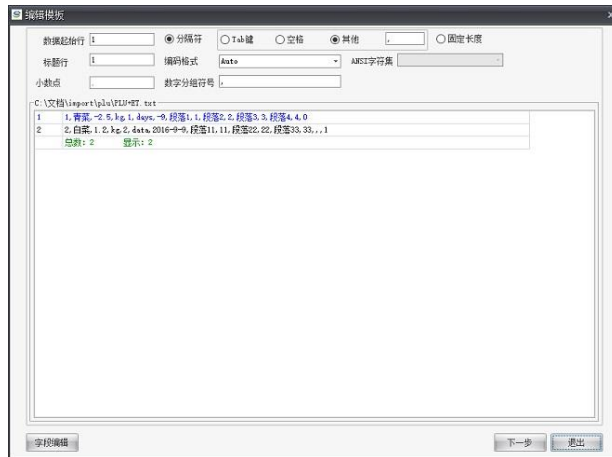 编辑模板
数据起始行 1 分隔符 Tab键 空格 其他 , 固定长度
标题行 1 编码格式 Auto ANSI字符集
小数点 . 数字分组符号 ,
C:\文档\import\plu\PLU+ET.txt
1 1,青菜,-2.5,kg,1,days,-9,段落1,1,段落2,2,段落3,3,段落4,4,0
2 2,白菜,1.2,kg,2,data,2016-9-9,段落11,11,段落22,22,段落33,33,,,1
总数: 2 显示: 2
字段编辑 下一步 退出